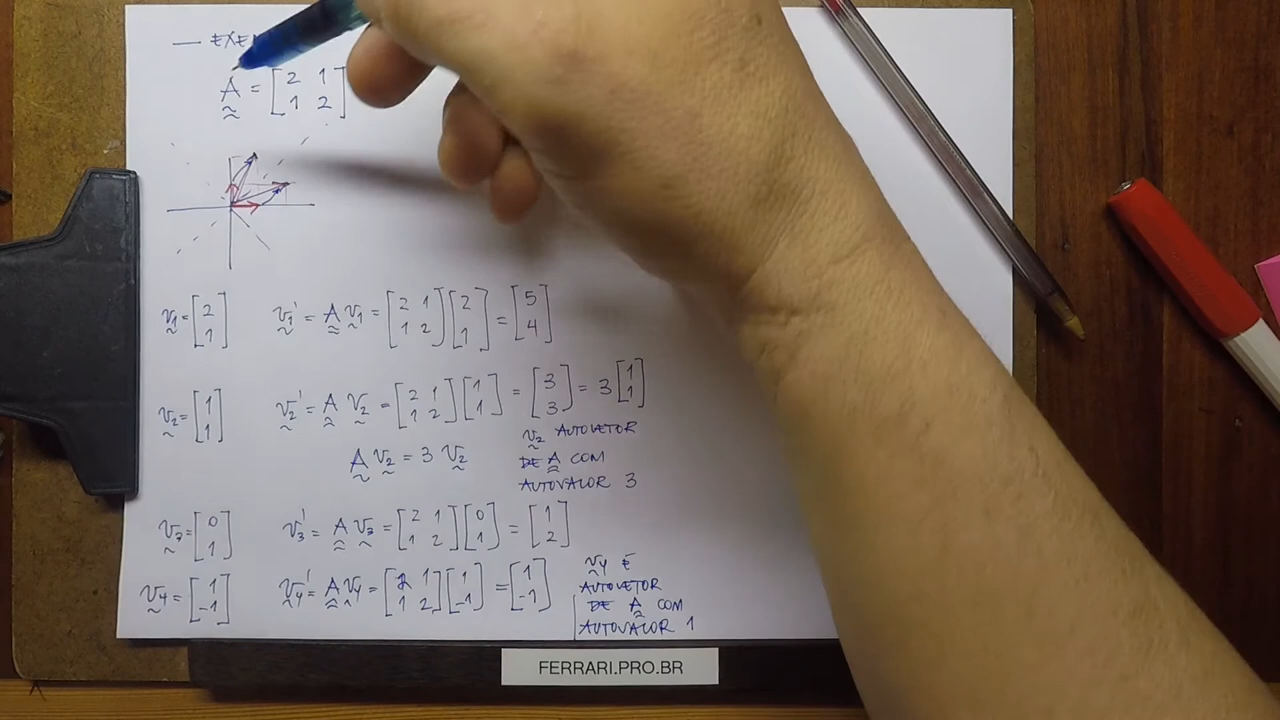 — EXE
A = [2 1; 1 2]
v1 = [2; 1] v1' = A v1 = [2 1; 1 2] [2; 1] = [5; 4]
v2 = [1; 1] v2' = A v2 = [2 1; 1 2] [1; 1] = [3; 3] = 3 [1; 1]
A v2 = 3 v2
v2 AUTOVETOR
DE A COM
AUTOVALOR 3
v3 = [0; 1] v3' = A v3 = [2 1; 1 2] [0; 1] = [1; 2]
v4 = [1; -1] v4' = A v4 = [2 1; 1 2] [1; -1] = [1; -1]
v4 É
AUTOVETOR
DE A COM
AUTOVALOR 1
FERRARI.PRO.BR